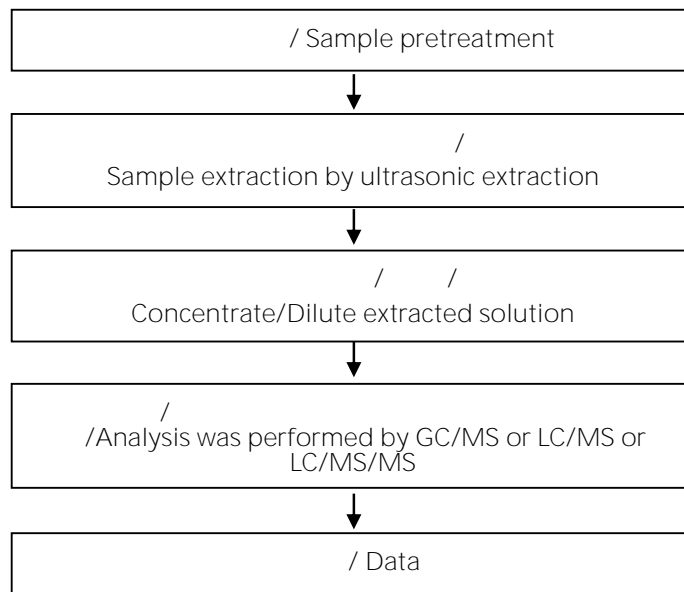 / Sample pretreatment
/
Sample extraction by ultrasonic extraction
/ /
Concentrate/Dilute extracted solution
/
/Analysis was performed by GC/MS or LC/MS or
LC/MS/MS
/ Data